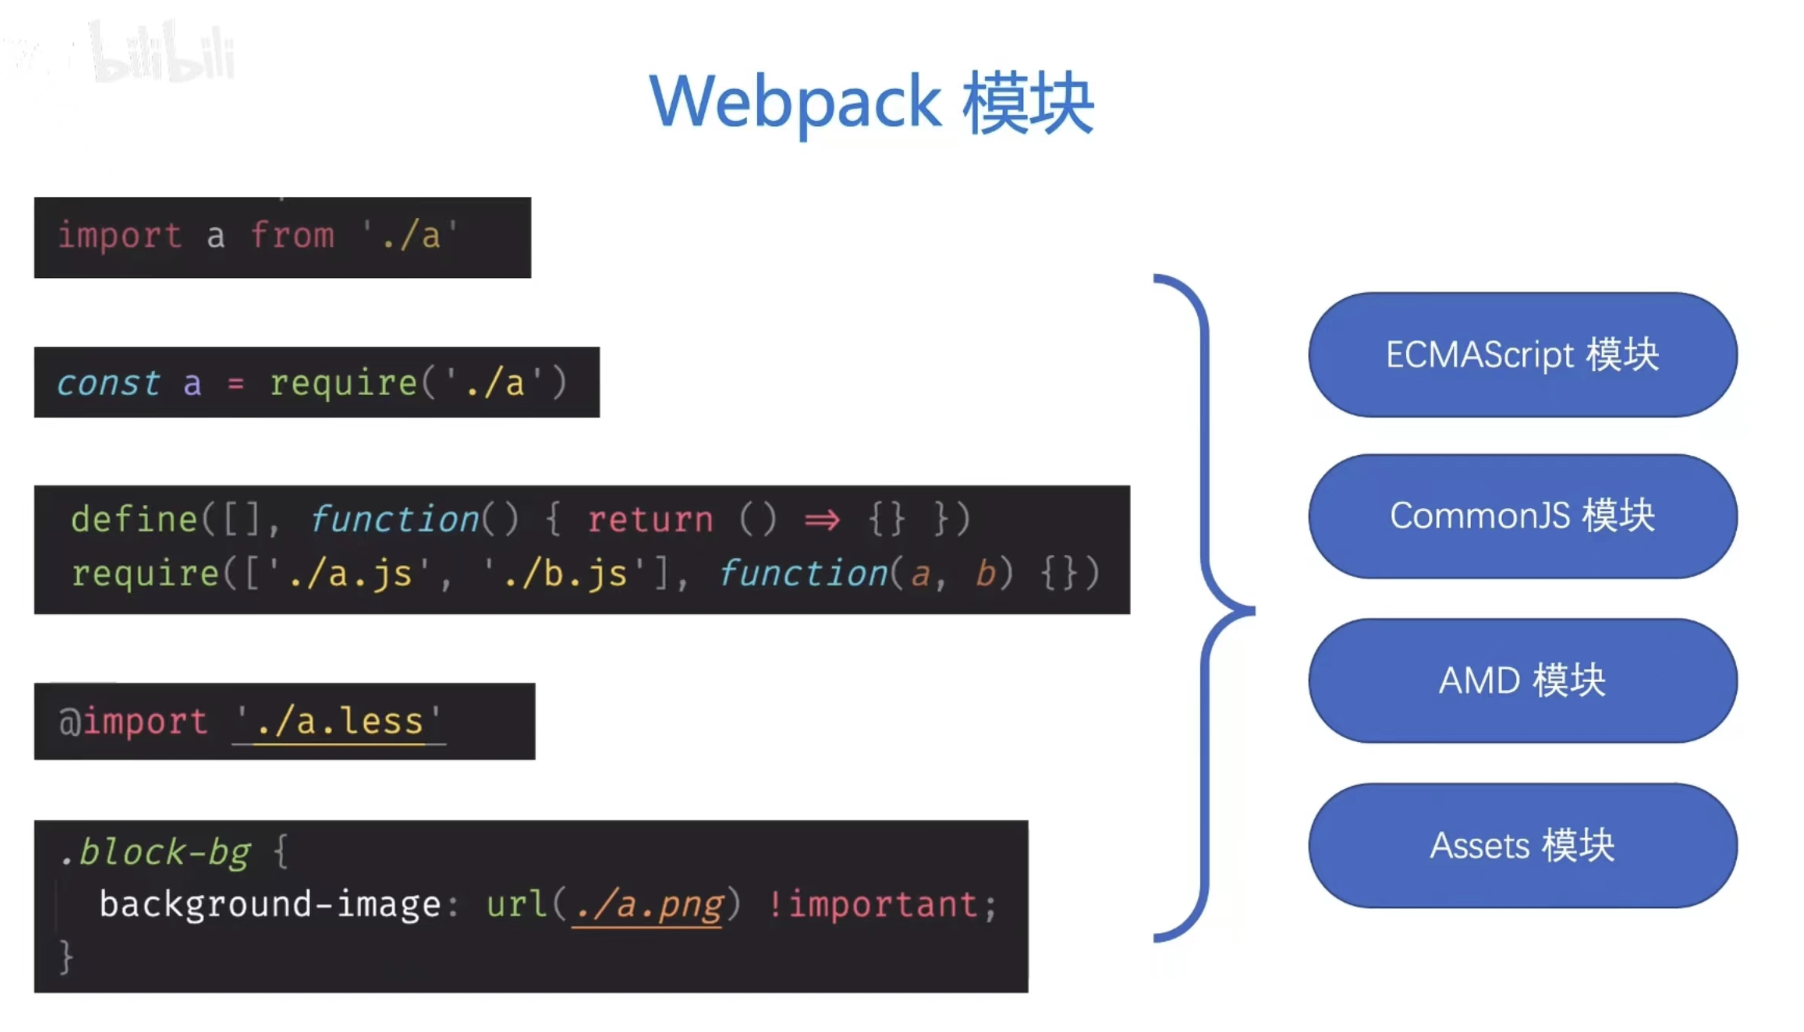 bilibili
Webpack 模块
import a from './a'
const a = require('./a')
define([], function() { return () => {} })
require(['./a.js', './b.js'], function(a, b) {})
@import './a.less'
.block-bg {
background-image: url(./a.png) !important;
}
ECMAScript 模块
CommonJS 模块
AMD 模块
Assets 模块